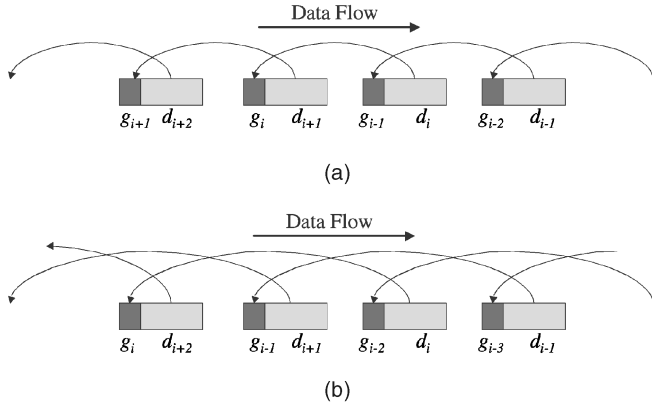 Data Flow
g_{i+1} d_{i+2} g_i d_{i+1} g_{i-1} d_i g_{i-2} d_{i-1}
(a)
Data Flow
g_i d_{i+2} g_{i-1} d_{i+1} g_{i-2} d_i g_{i-3} d_{i-1}
(b)